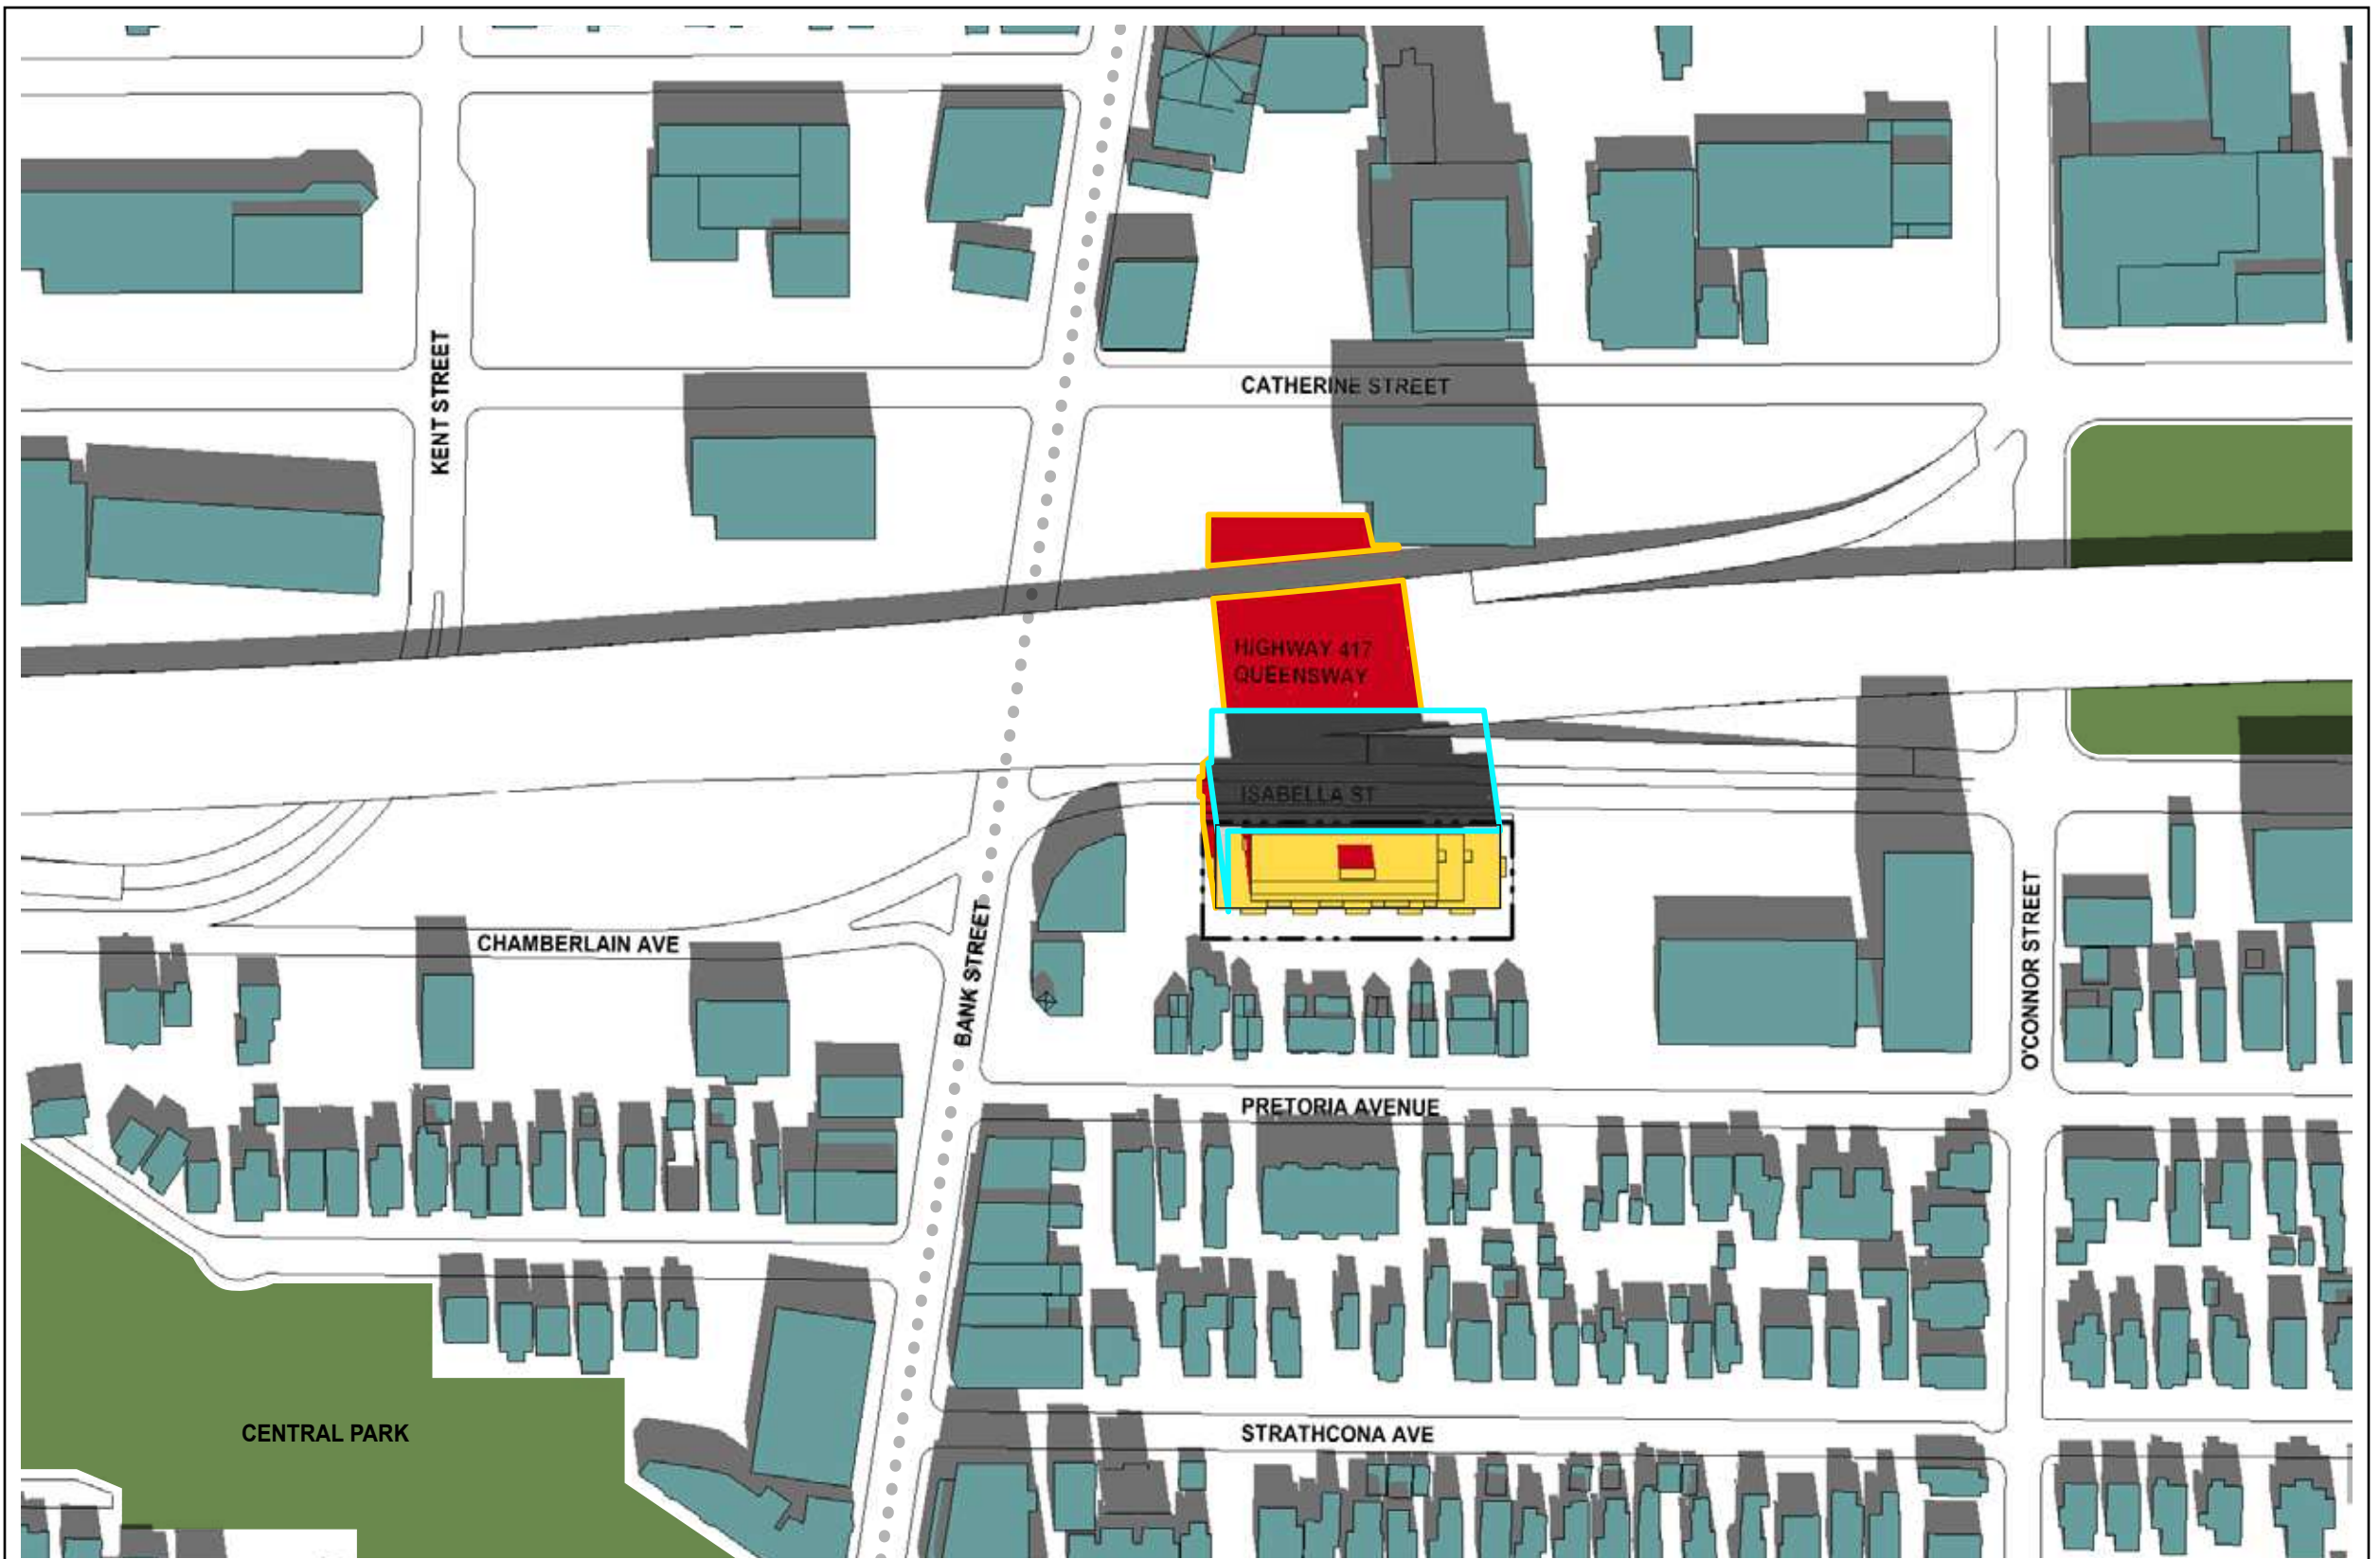 KENT STREET
CATHERINE STREET
HIGHWAY 417
QUEENSWAY
ISABELLA ST
CHAMBERLAIN AVE
BANK STREET
O'CONNOR STREET
PRETORIA AVENUE
CENTRAL PARK
STRATHCONA AVE